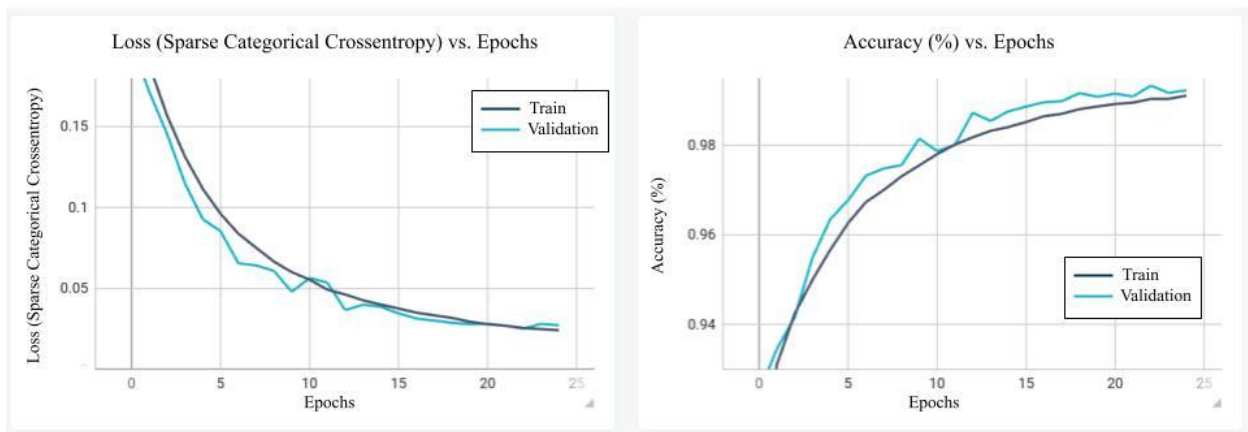 Loss (Sparse Categorical Crossentropy) vs. Epochs
Loss (Sparse Categorical Crossentropy)
0.15
0.1
0.05
Train
Validation
0 5 10 15 20 25
Epochs
Accuracy (%) vs. Epochs
Accuracy (%)
0.98
0.96
0.94
Train
Validation
0 5 10 15 20 25
Epochs